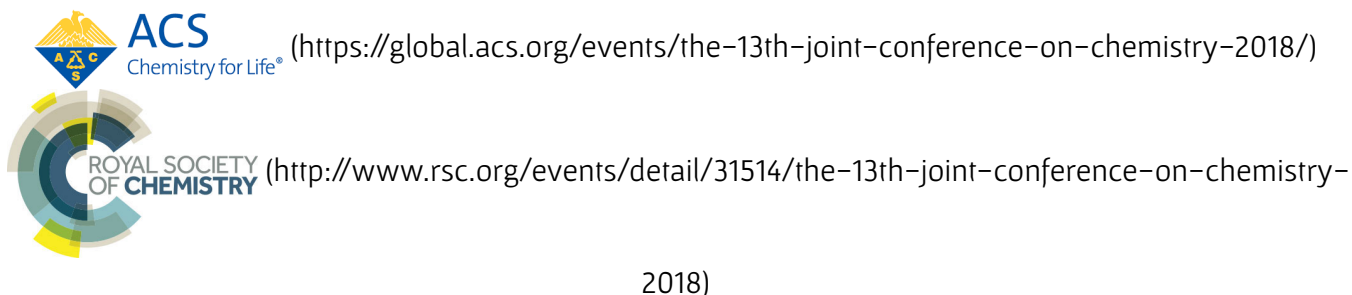 ACS
Chemistry for Life® (https://global.acs.org/events/the-13th-joint-conference-on-chemistry-2018/)
A C S
ROYAL SOCIETY
OF CHEMISTRY (http://www.rsc.org/events/detail/31514/the-13th-joint-conference-on-chemistry-
2018)